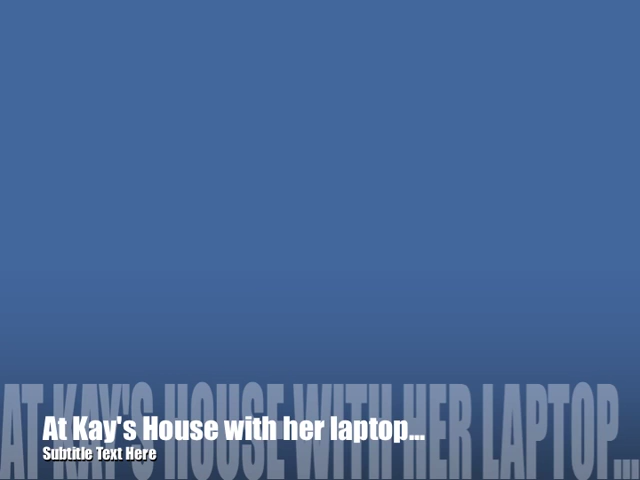 AT KAY'S HOUSE WITH HER LAPTOP...
At Kay's House with her laptop...
Subtitle Text Here